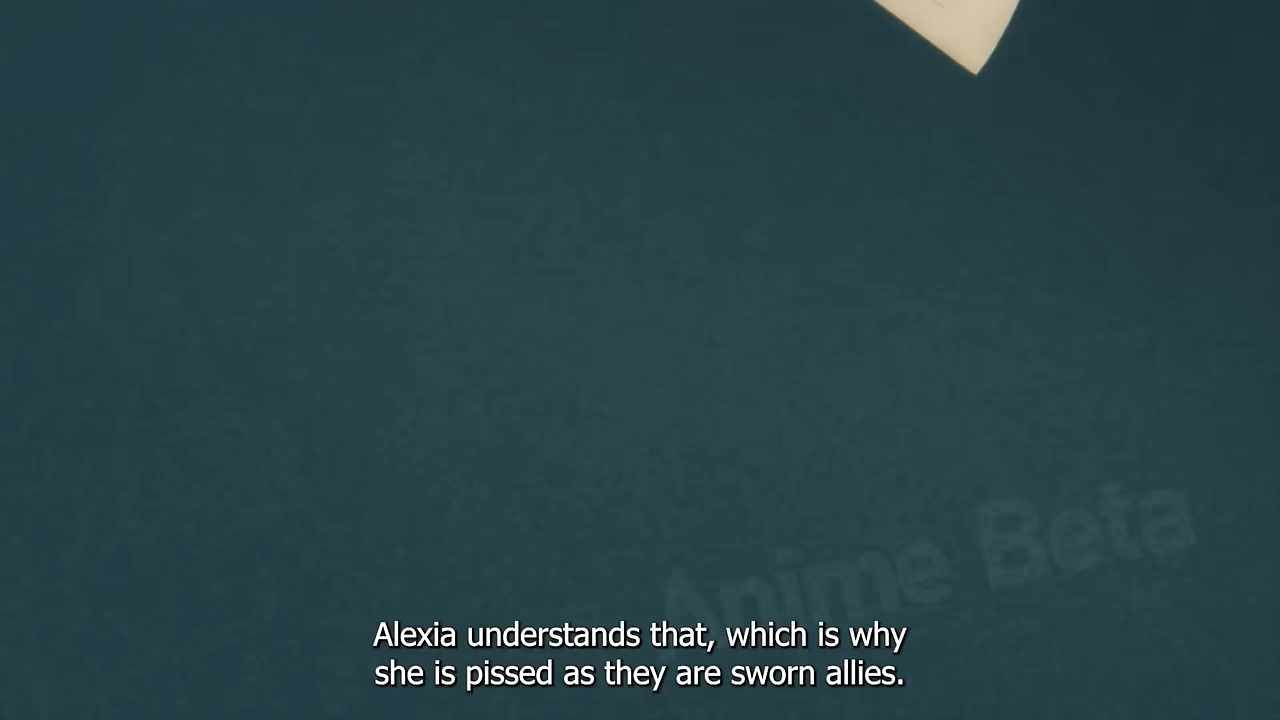 Anime Beta
Alexia understands that, which is why
she is pissed as they are sworn allies.